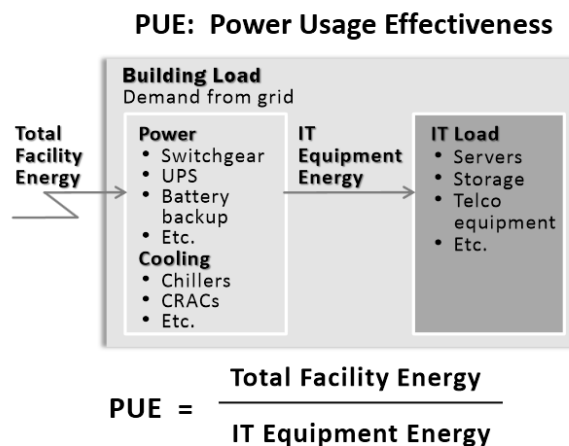 PUE: Power Usage Effectiveness
Building Load
Demand from grid
Total
Facility
Energy
Power
• Switchgear
• UPS
• Battery
backup
• Etc.
Cooling
• Chillers
• CRACs
• Etc.
IT
Equipment
Energy
IT Load
• Servers
• Storage
• Telco
equipment
• Etc.
PUE =
Total Facility Energy
IT Equipment Energy